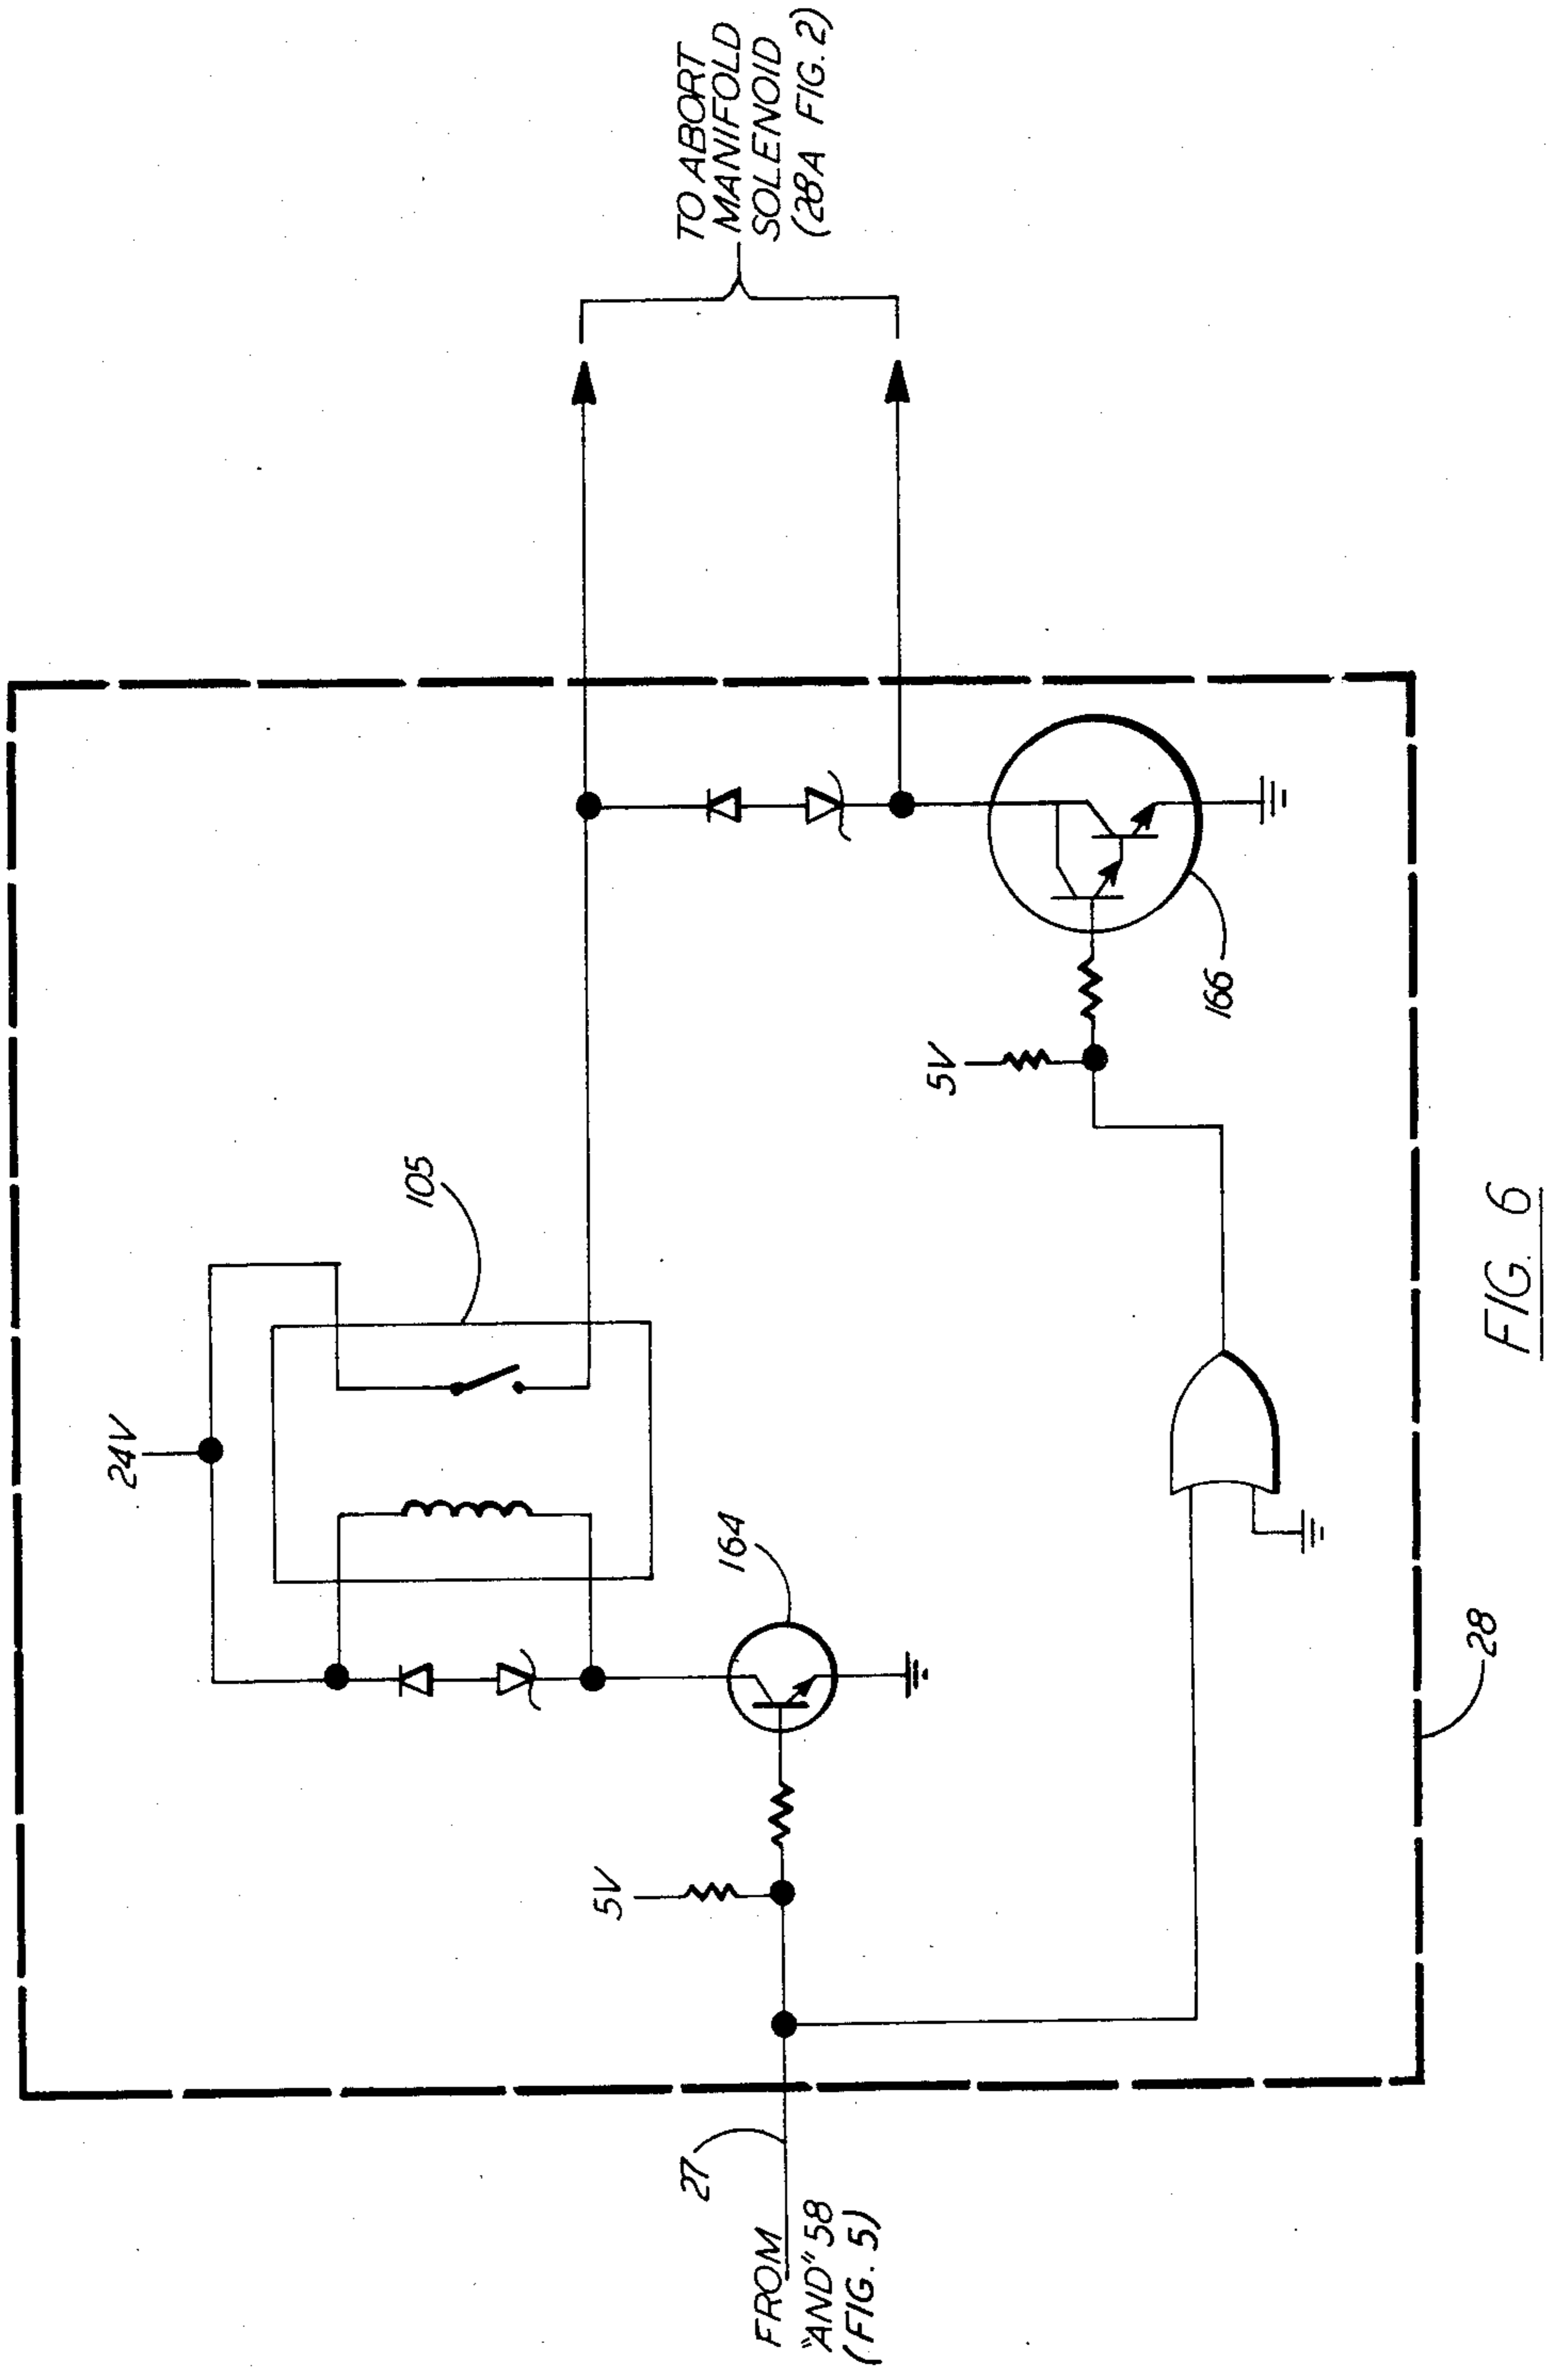 24V
105
5V
164
5V
166
27
FROM
"AND" 58
(FIG. 5)
TO ABORT
MANIFOLD
SOLENOID
(28A FIG. 2)
28
FIG. 6